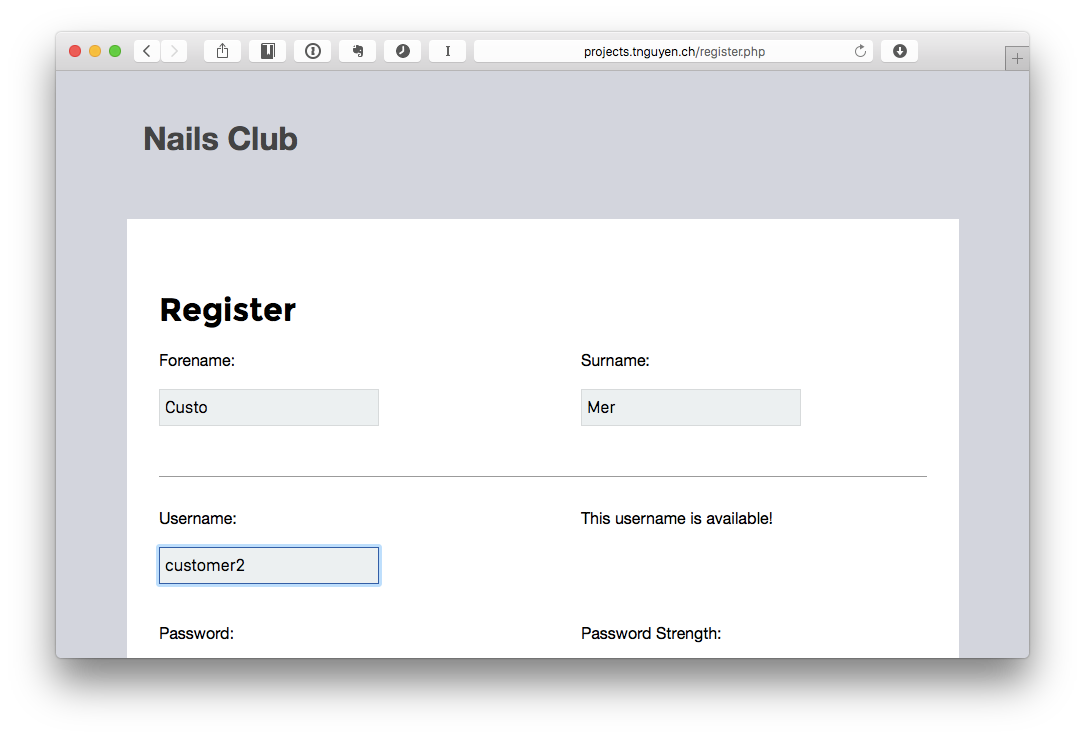 projects.tnguyen.ch/register.php
Nails Club
Register
Forename: Surname:
Custo Mer
Username: This username is available!
customer2
Password: Password Strength: